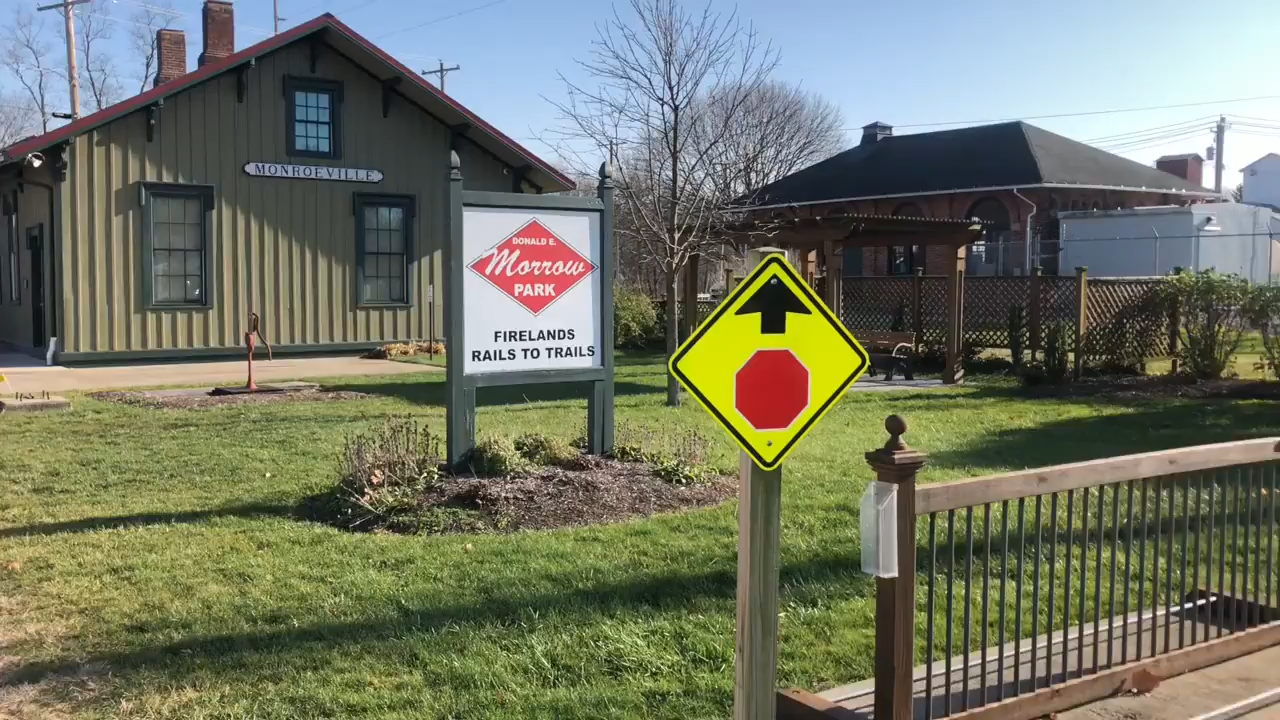 MONROEVILLE
DONALD E.
Morrow
PARK
FIRELANDS
RAILS TO TRAILS